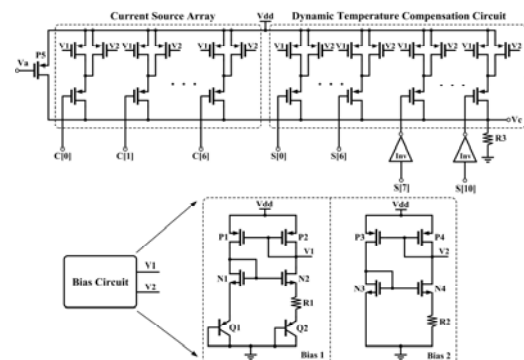 Current Source Array
Vdd
Dynamic Temperature Compensation Circuit
P5
V1 V2 V1 V2 V1 V2 V1 V2 V1 V2 V1 V2 V1 V2
Va
. . .
. . .
. . .
Vc
C[0] C[1] C[6] S[0] S[6] Inv Inv R3
S[7] S[10]
Vdd Vdd
P1 P2 P3 P4
V1 V2
Bias Circuit
V1
V2
N1 N2 N3 N4
R1 R2
Q1 Q2
Bias 1 Bias 2